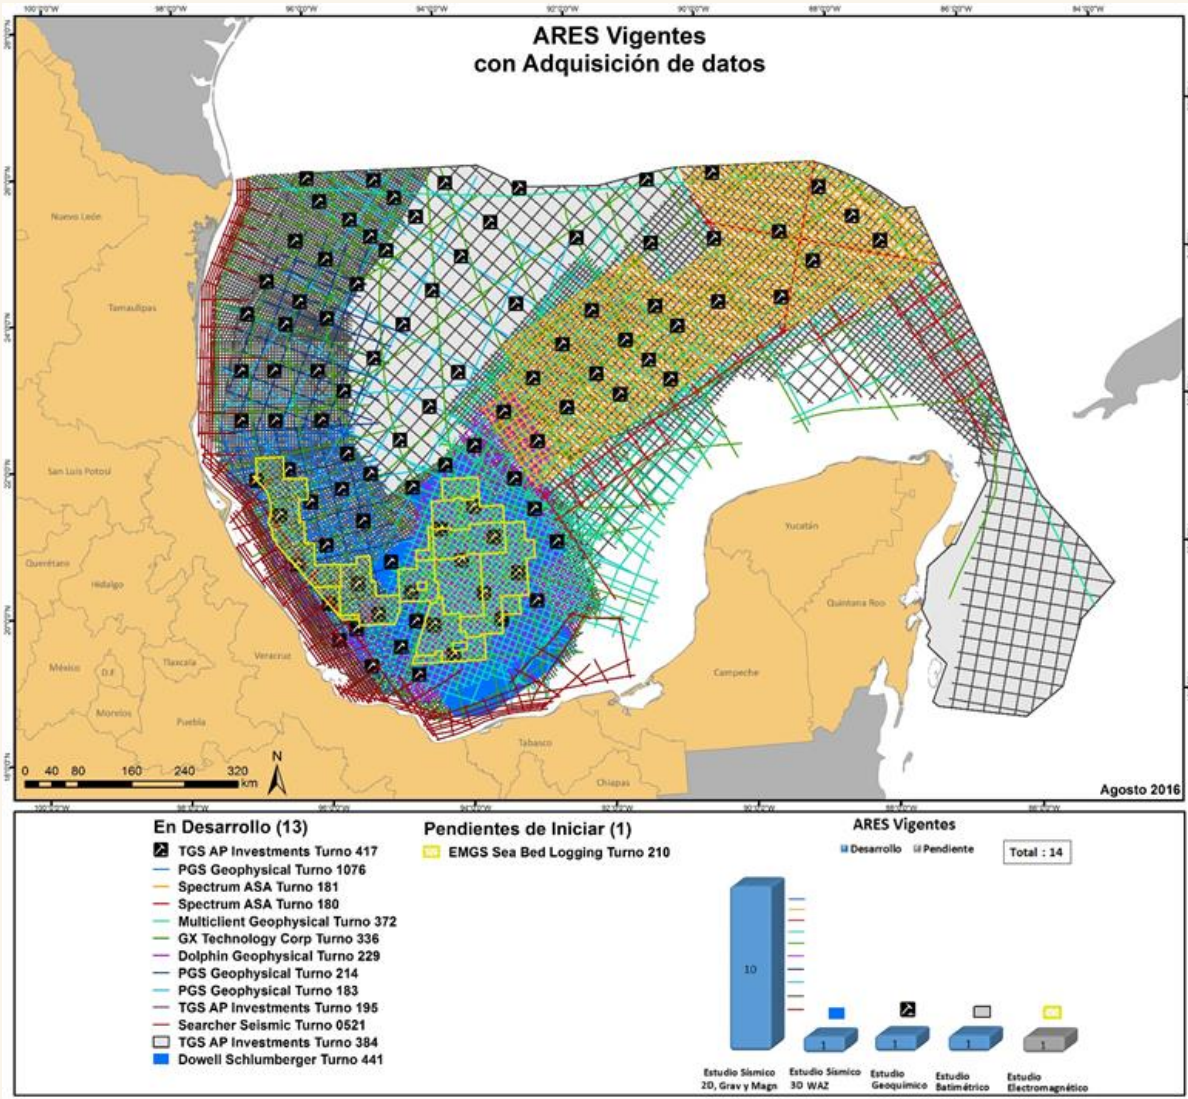 ARES Vigentes
con Adquisición de datos
Nuevo León
Tamaulipas
San Luis Potosí
Querétaro
Hidalgo
México
D.F.
Tlaxcala
Morelos
Puebla
Veracruz
Tabasco
Chiapas
Campeche
Yucatán
Quintana Roo
N
0 40 80 160 240 320
km
Agosto 2016
En Desarrollo (13)
TGS AP Investments Turno 417
PGS Geophysical Turno 1076
Spectrum ASA Turno 181
Spectrum ASA Turno 180
Multiclient Geophysical Turno 372
GX Technology Corp Turno 336
Dolphin Geophysical Turno 229
PGS Geophysical Turno 214
PGS Geophysical Turno 183
TGS AP Investments Turno 195
Searcher Seismic Turno 0521
TGS AP Investments Turno 384
Dowell Schlumberger Turno 441
Pendientes de Iniciar (1)
EMGS Sea Bed Logging Turno 210
ARES Vigentes
Desarrollo Pendiente
Total : 14
10
1 1 1 1
Estudio Sísmico
2D, Grav y Magn
Estudio Sísmico
3D WAZ
Estudio
Geoquímico
Estudio
Batimétrico
Estudio
Electromagnético